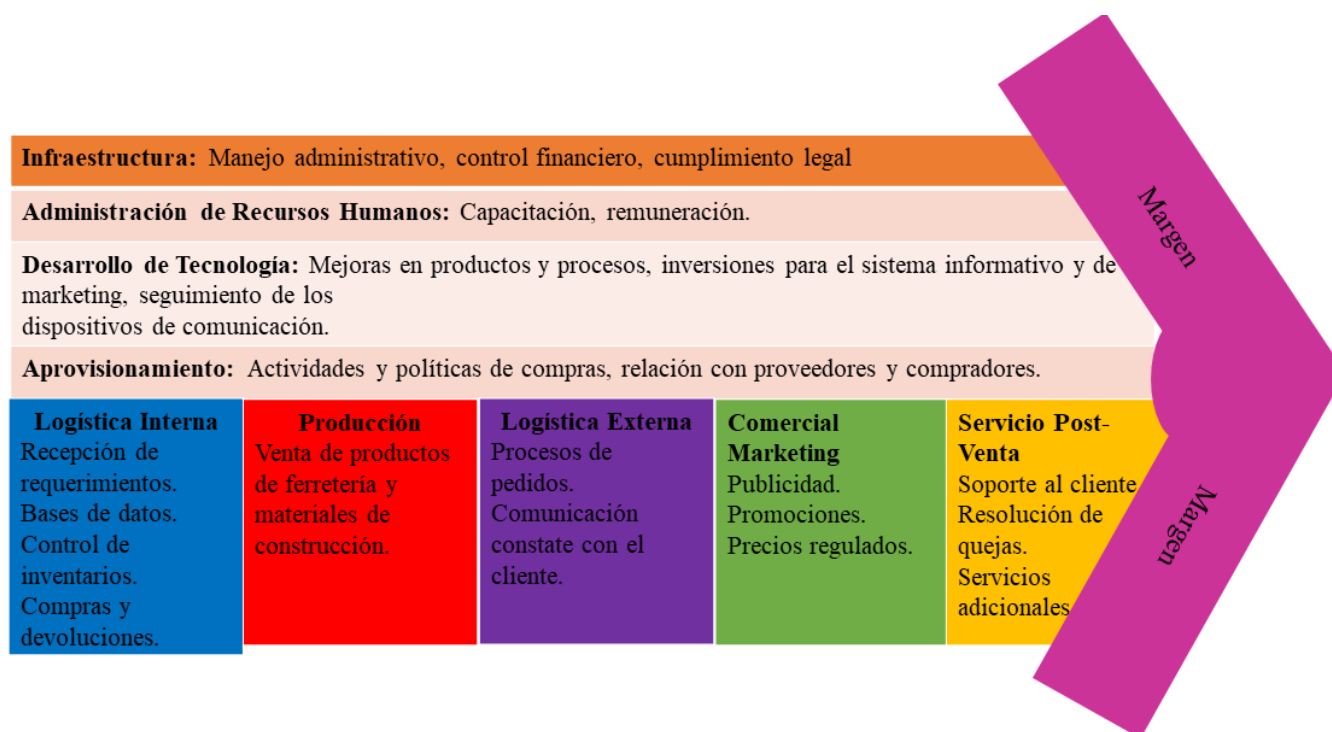 Infraestructura: Manejo administrativo, control financiero, cumplimiento legal
Administración de Recursos Humanos: Capacitación, remuneración.
Desarrollo de Tecnología: Mejoras en productos y procesos, inversiones para el sistema informativo y de
marketing, seguimiento de los
dispositivos de comunicación.
Aprovisionamiento: Actividades y políticas de compras, relación con proveedores y compradores.
Logística Interna
Recepción de
requerimientos.
Bases de datos.
Control de
inventarios.
Compras y
devoluciones.
Producción
Venta de productos
de ferretería y
materiales de
construcción.
Logística Externa
Procesos de
pedidos.
Comunicación
constate con el
cliente.
Comercial
Marketing
Publicidad.
Promociones.
Precios regulados.
Servicio Post-
Venta
Soporte al cliente
Resolución de
quejas.
Servicios
adicionales
Margen
Margen